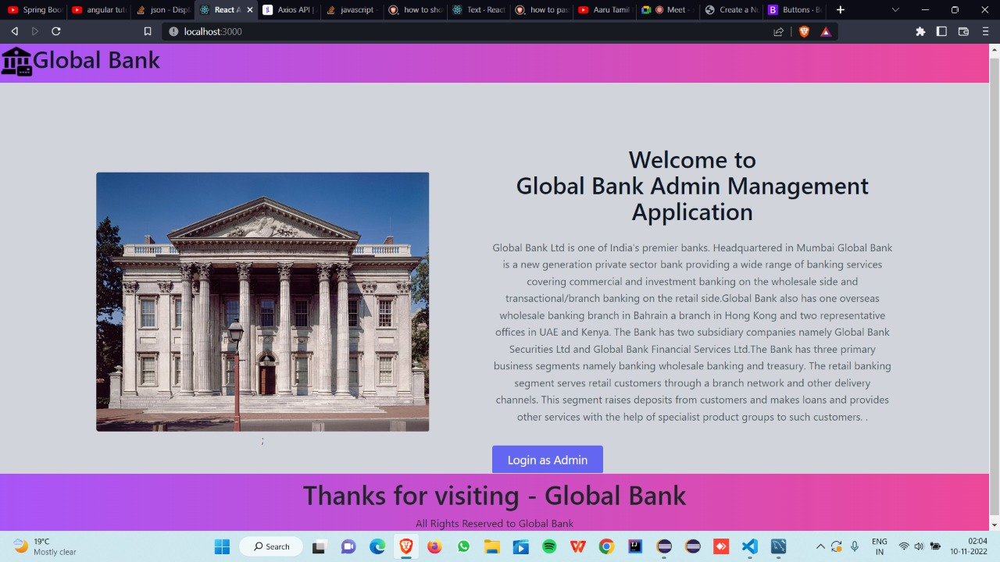 Spring Boot
angular tut
json - Displ
React A
Axios API |
javascript -
how to sho
Text - React
how to pas
Aaru Tamil
Meet -
Create a Ne
Buttons - Bo
localhost:3000
Global Bank
Welcome to
Global Bank Admin Management
Application
Global Bank Ltd is one of India's premier banks. Headquartered in Mumbai Global Bank
is a new generation private sector bank providing a wide range of banking services
covering commercial and investment banking on the wholesale side and
transactional/branch banking on the retail side.Global Bank also has one overseas
wholesale banking branch in Bahrain a branch in Hong Kong and two representative
offices in UAE and Kenya. The Bank has two subsidiary companies namely Global Bank
Securities Ltd and Global Bank Financial Services Ltd.The Bank has three primary
business segments namely banking wholesale banking and treasury. The retail banking
segment serves retail customers through a branch network and other delivery
channels. This segment raises deposits from customers and makes loans and provides
other services with the help of specialist product groups to such customers. .
;
Login as Admin
Thanks for visiting - Global Bank
All Rights Reserved to Global Bank
19°C
Mostly clear
Search
ENG
IN
02:04
10-11-2022